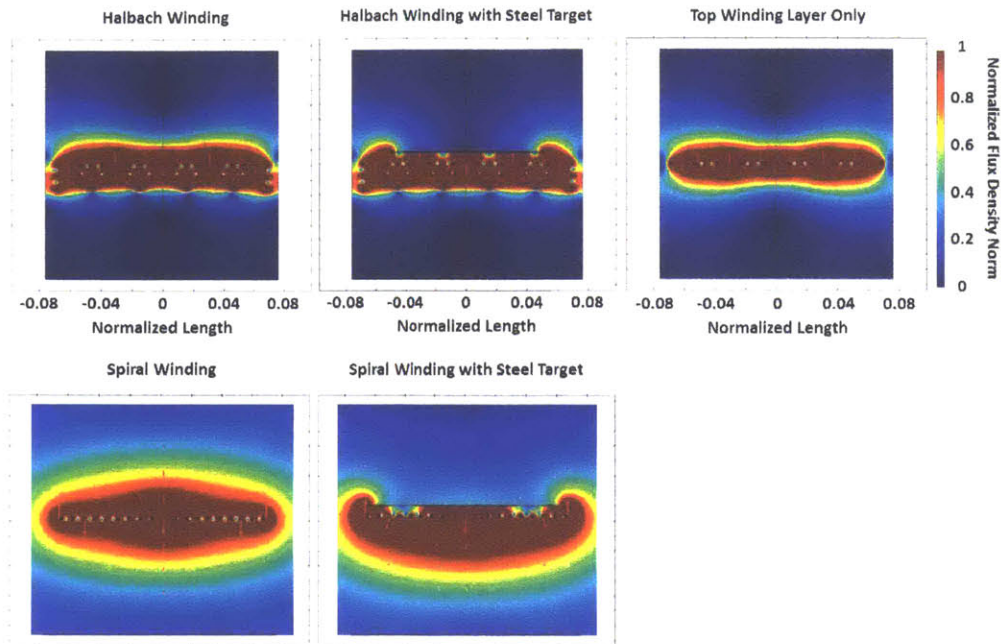 Halbach Winding
Halbach Winding with Steel Target
Top Winding Layer Only
1
0.8
0.6
0.4
0.2
0
Normalized Flux Density Norm
-0.08 -0.04 0 0.04 0.08
-0.08 -0.04 0 0.04 0.08
-0.08 -0.04 0 0.04 0.08
Normalized Length
Normalized Length
Normalized Length
Spiral Winding
Spiral Winding with Steel Target